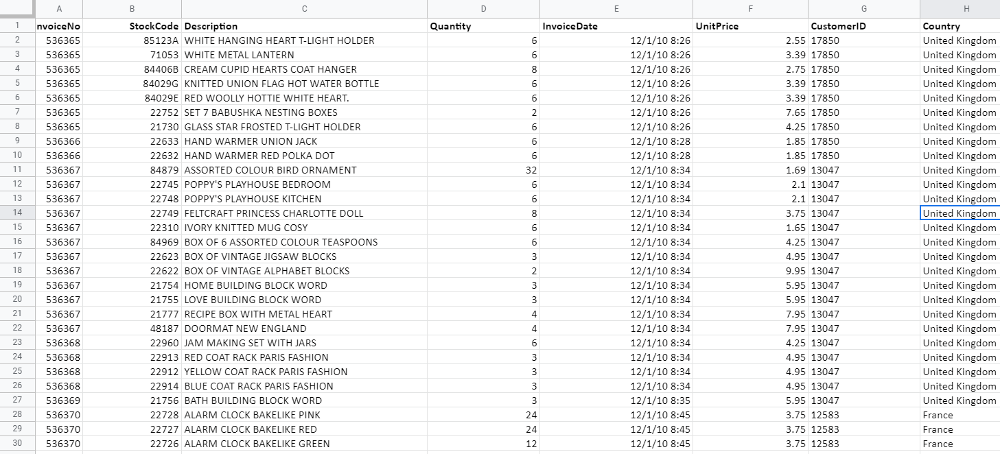 A B C D E F G H
1 nvoiceNo StockCode Description Quantity InvoiceDate UnitPrice CustomerID Country
2 536365 85123A WHITE HANGING HEART T-LIGHT HOLDER 6 12/1/10 8:26 2.55 17850 United Kingdom
3 536365 71053 WHITE METAL LANTERN 6 12/1/10 8:26 3.39 17850 United Kingdom
4 536365 84406B CREAM CUPID HEARTS COAT HANGER 8 12/1/10 8:26 2.75 17850 United Kingdom
5 536365 84029G KNITTED UNION FLAG HOT WATER BOTTLE 6 12/1/10 8:26 3.39 17850 United Kingdom
6 536365 84029E RED WOOLLY HOTTIE WHITE HEART. 6 12/1/10 8:26 3.39 17850 United Kingdom
7 536365 22752 SET 7 BABUSHKA NESTING BOXES 2 12/1/10 8:26 7.65 17850 United Kingdom
8 536365 21730 GLASS STAR FROSTED T-LIGHT HOLDER 6 12/1/10 8:26 4.25 17850 United Kingdom
9 536366 22633 HAND WARMER UNION JACK 6 12/1/10 8:28 1.85 17850 United Kingdom
10 536366 22632 HAND WARMER RED POLKA DOT 6 12/1/10 8:28 1.85 17850 United Kingdom
11 536367 84879 ASSORTED COLOUR BIRD ORNAMENT 32 12/1/10 8:34 1.69 13047 United Kingdom
12 536367 22745 POPPY'S PLAYHOUSE BEDROOM 6 12/1/10 8:34 2.1 13047 United Kingdom
13 536367 22748 POPPY'S PLAYHOUSE KITCHEN 6 12/1/10 8:34 2.1 13047 United Kingdom
14 536367 22749 FELTCRAFT PRINCESS CHARLOTTE DOLL 8 12/1/10 8:34 3.75 13047 United Kingdom
15 536367 22310 IVORY KNITTED MUG COSY 6 12/1/10 8:34 1.65 13047 United Kingdom
16 536367 84969 BOX OF 6 ASSORTED COLOUR TEASPOONS 6 12/1/10 8:34 4.25 13047 United Kingdom
17 536367 22623 BOX OF VINTAGE JIGSAW BLOCKS 3 12/1/10 8:34 4.95 13047 United Kingdom
18 536367 22622 BOX OF VINTAGE ALPHABET BLOCKS 2 12/1/10 8:34 9.95 13047 United Kingdom
19 536367 21754 HOME BUILDING BLOCK WORD 3 12/1/10 8:34 5.95 13047 United Kingdom
20 536367 21755 LOVE BUILDING BLOCK WORD 3 12/1/10 8:34 5.95 13047 United Kingdom
21 536367 21777 RECIPE BOX WITH METAL HEART 4 12/1/10 8:34 7.95 13047 United Kingdom
22 536367 48187 DOORMAT NEW ENGLAND 4 12/1/10 8:34 7.95 13047 United Kingdom
23 536368 22960 JAM MAKING SET WITH JARS 6 12/1/10 8:34 4.25 13047 United Kingdom
24 536368 22913 RED COAT RACK PARIS FASHION 3 12/1/10 8:34 4.95 13047 United Kingdom
25 536368 22912 YELLOW COAT RACK PARIS FASHION 3 12/1/10 8:34 4.95 13047 United Kingdom
26 536368 22914 BLUE COAT RACK PARIS FASHION 3 12/1/10 8:34 4.95 13047 United Kingdom
27 536369 21756 BATH BUILDING BLOCK WORD 3 12/1/10 8:35 5.95 13047 United Kingdom
28 536370 22728 ALARM CLOCK BAKELIKE PINK 24 12/1/10 8:45 3.75 12583 France
29 536370 22727 ALARM CLOCK BAKELIKE RED 24 12/1/10 8:45 3.75 12583 France
30 536370 22726 ALARM CLOCK BAKELIKE GREEN 12 12/1/10 8:45 3.75 12583 France